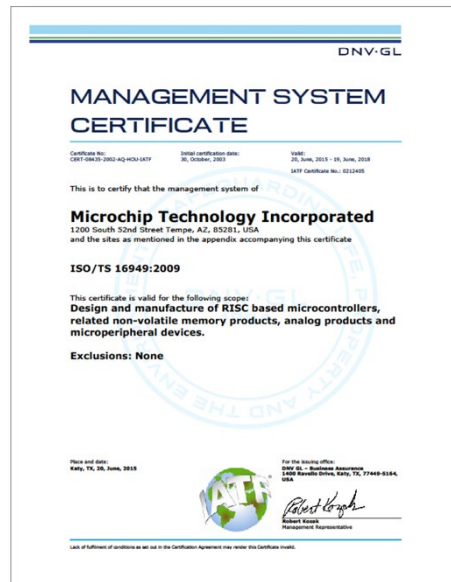 DNV·GL
MANAGEMENT SYSTEM
CERTIFICATE
Certificate No:
CERT-08435-2002-AQ-HOU-IATF
Initial certification date:
30, October, 2003
Valid:
20, June, 2015 - 19, June, 2018
IATF Certificate No.: 0212405
This is to certify that the management system of
Microchip Technology Incorporated
1200 South 52nd Street Tempe, AZ, 85281, USA
and the sites as mentioned in the appendix accompanying this certificate
ISO/TS 16949:2009
This certificate is valid for the following scope:
Design and manufacture of RISC based microcontrollers,
related non-volatile memory products, analog products and
microperipheral devices.
Exclusions: None
Place and date:
Katy, TX, 20, June, 2015
For the issuing office:
DNV GL – Business Assurance
1400 Ravello Drive, Katy, TX, 77449-5164,
USA
IATF
Robert Kozak
Robert Kozak
Management Representative
Lack of fulfilment of conditions as set out in the Certification Agreement may render this Certificate invalid.